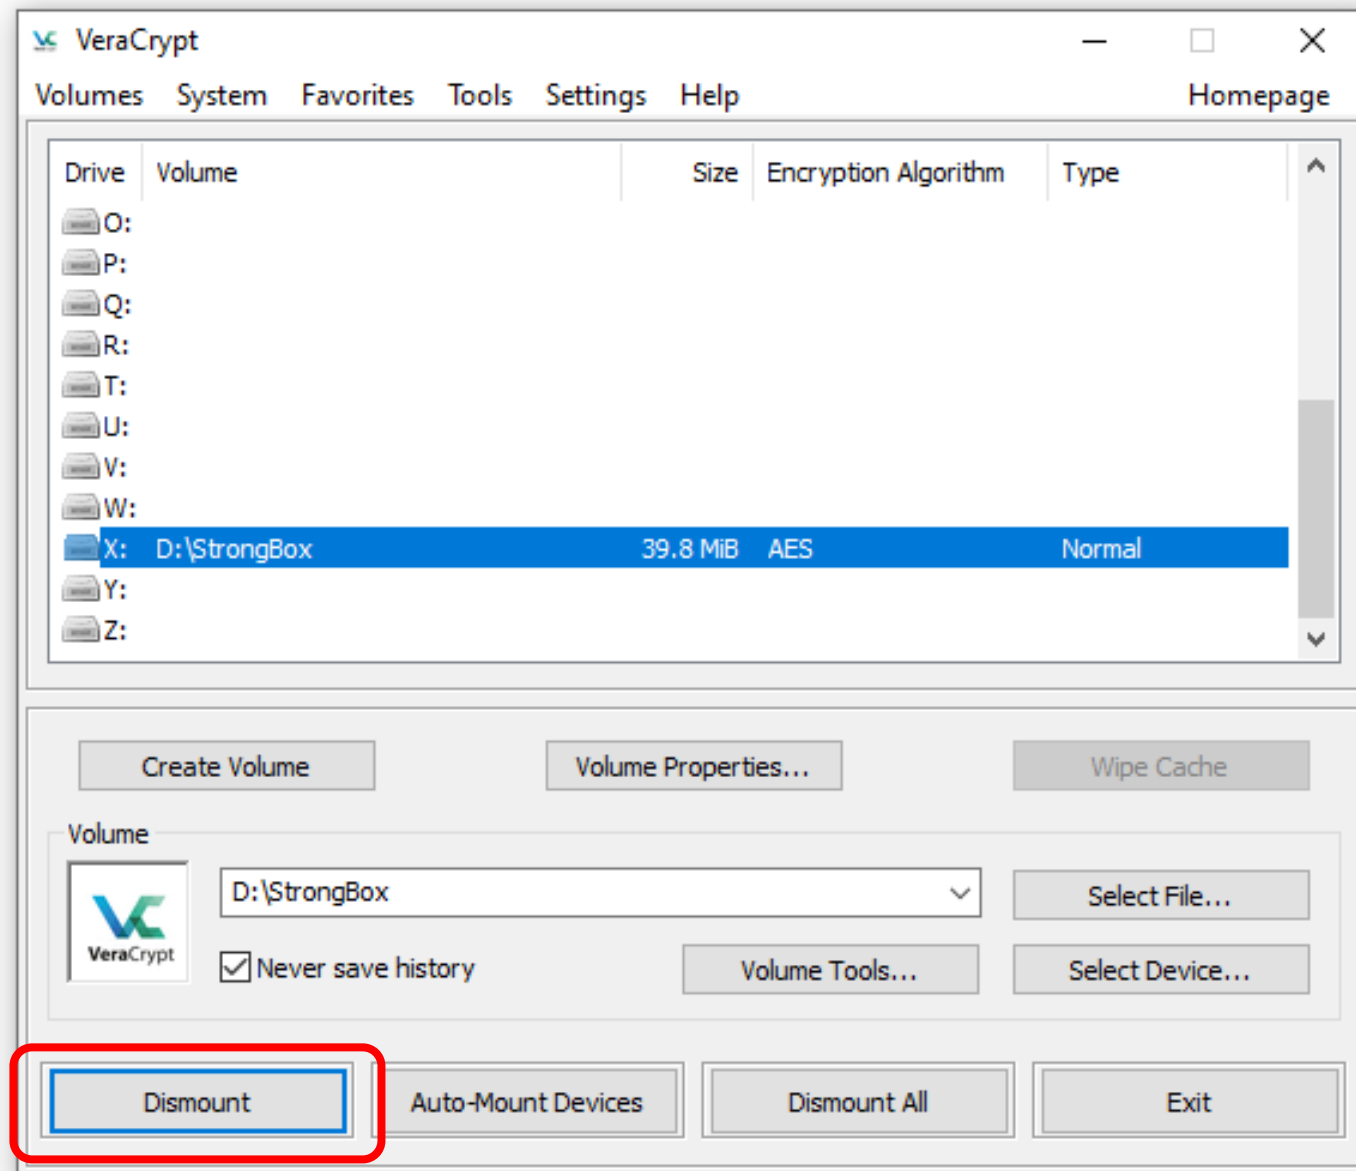 VeraCrypt
Volumes System Favorites Tools Settings Help Homepage
Drive Volume Size Encryption Algorithm Type
O:
P:
Q:
R:
T:
U:
V:
W:
X: D:\StrongBox 39.8 MiB AES Normal
Y:
Z:
Create Volume Volume Properties... Wipe Cache
Volume
D:\StrongBox Select File...
VeraCrypt
Never save history Volume Tools... Select Device...
Dismount Auto-Mount Devices Dismount All Exit